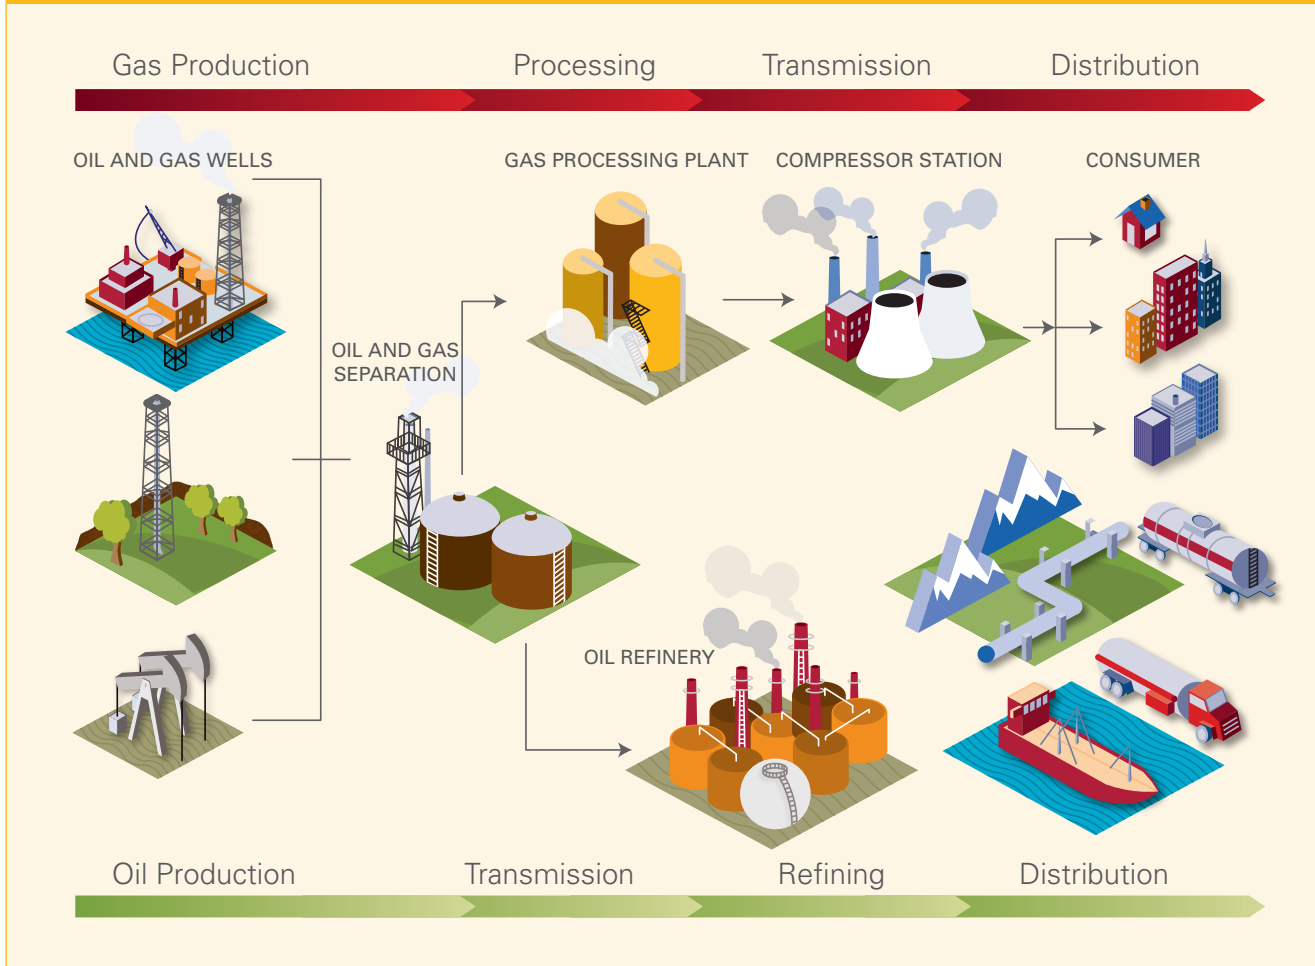 Gas Production
Processing
Transmission
Distribution
OIL AND GAS WELLS
GAS PROCESSING PLANT
COMPRESSOR STATION
CONSUMER
OIL AND GAS
SEPARATION
OIL REFINERY
Oil Production
Transmission
Refining
Distribution